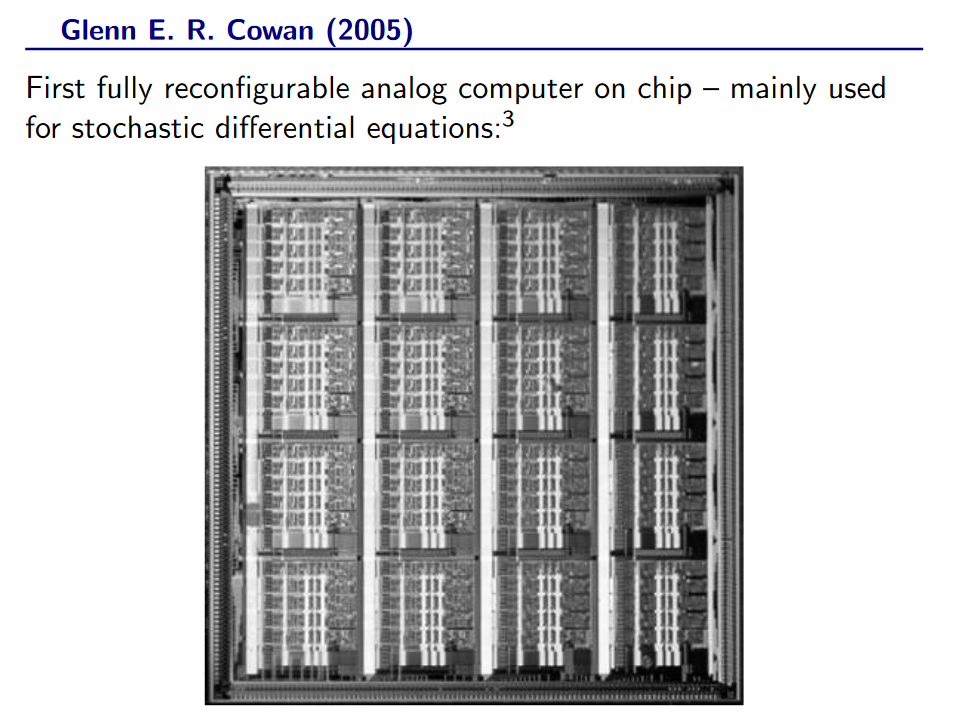 Glenn E. R. Cowan (2005)
First fully reconfigurable analog computer on chip – mainly used
for stochastic differential equations:³